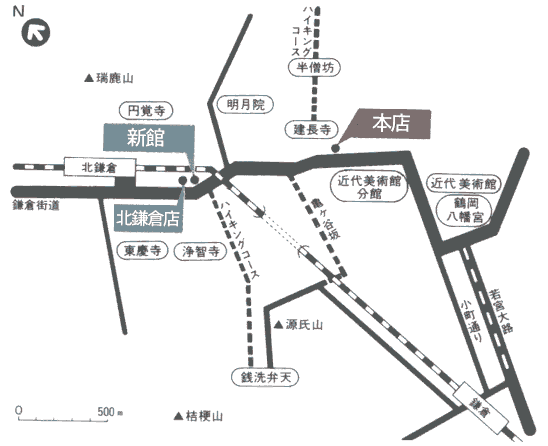 N
ハイキング
コース
半僧坊
▲瑞鹿山
円覚寺
明月院
建長寺
本店
新館
北鎌倉
近代美術館
分館
近代美術館
鶴岡
八幡宮
鎌倉街道
北鎌倉店
東慶寺
浄智寺
ハイキングコース
亀ヶ谷坂
若宮大路
小町通り
▲源氏山
銭洗弁天
鎌倉
0
500m
▲桔梗山